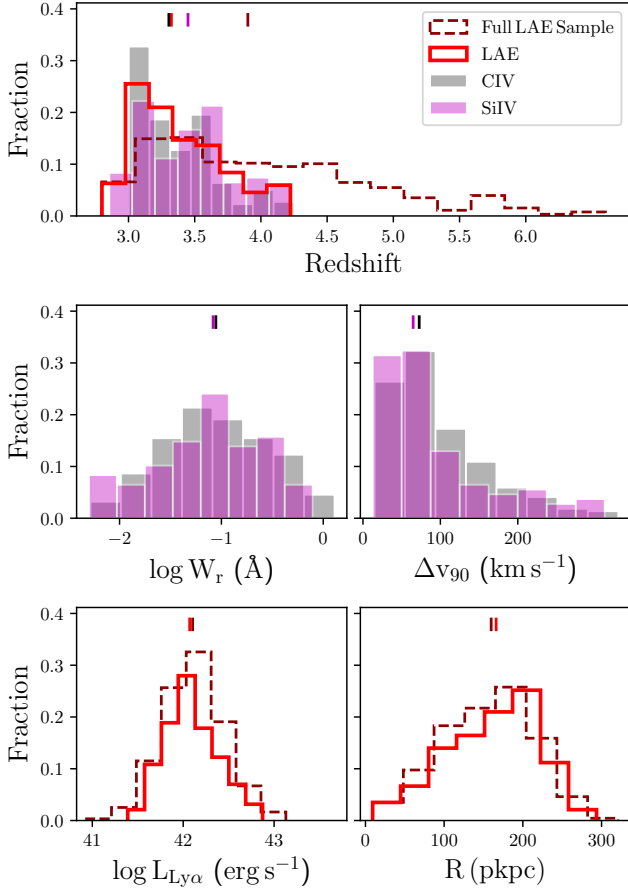 0.4
Full LAE Sample
LAE
CIV
SiIV
0.3
0.2
0.1
0.0
Fraction
3.0 3.5 4.0 4.5 5.0 5.5 6.0
Redshift
0.4
0.3
0.2
0.1
0.0
Fraction
−2 −1 0
log W_r (Å)
0 100 200
Δv₉₀ (km s⁻¹)
0.4
0.3
0.2
0.1
0.0
Fraction
41 42 43
log L_Lyα (erg s⁻¹)
0 100 200 300
R (pkpc)